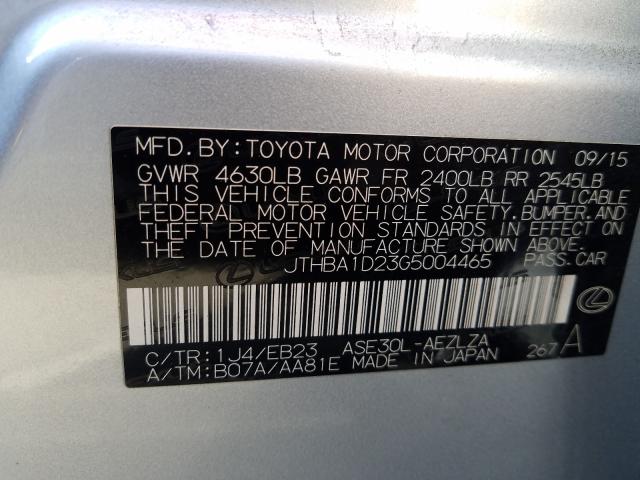 MFD.BY:TOYOTA MOTOR CORPORATION 09/15
GVWR 4630LB GAWR FR 2400LB RR 2545LB
THIS VEHICLE CONFORMS TO ALL APPLICABLE
FEDERAL MOTOR VEHICLE SAFETY.BUMPER.AND
THEFT PREVENTION STANDARDS IN EFFECT ON
THE DATE OF MANUFACTURE SHOWN ABOVE.
JTHBA1D23G5004465 PASS.CAR
C/TR:1J4/EB23 ASE30L-AEZLZA
A/TM:B07A/AA81E MADE IN JAPAN 267A